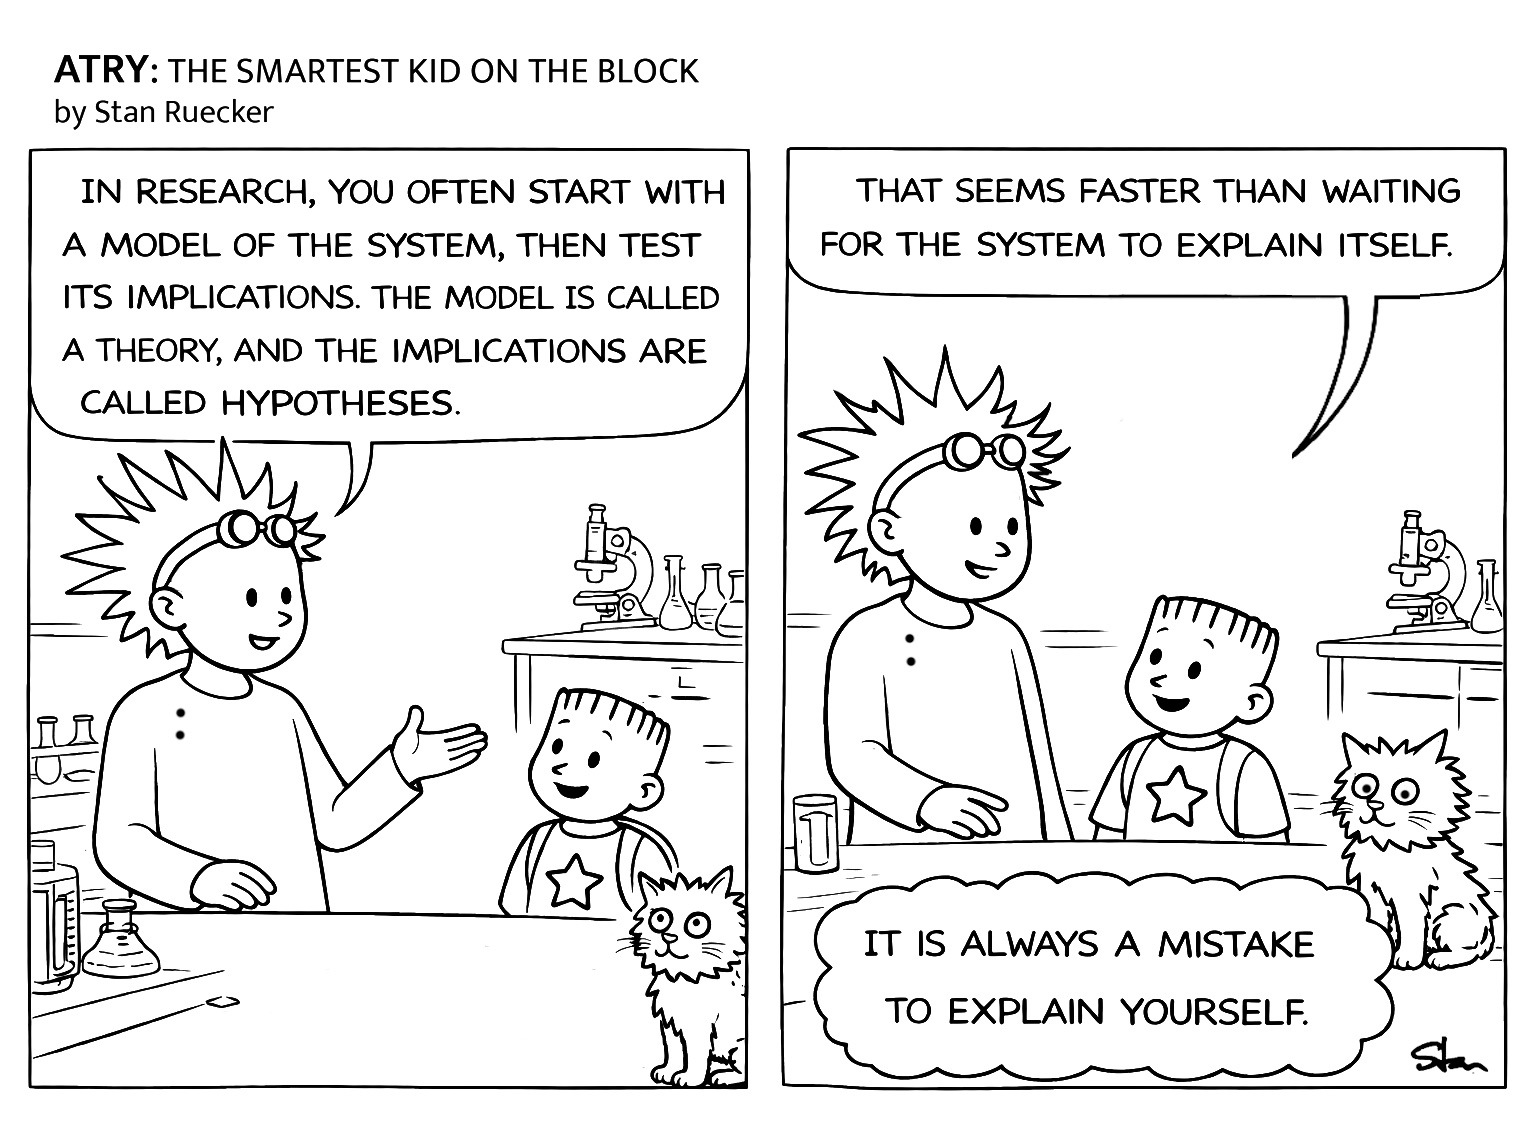 ATRY: THE SMARTEST KID ON THE BLOCK
by Stan Ruecker
IN RESEARCH, YOU OFTEN START WITH
A MODEL OF THE SYSTEM, THEN TEST
ITS IMPLICATIONS. THE MODEL IS CALLED
A THEORY, AND THE IMPLICATIONS ARE
CALLED HYPOTHESES.
THAT SEEMS FASTER THAN WAITING
FOR THE SYSTEM TO EXPLAIN ITSELF.
IT IS ALWAYS A MISTAKE
TO EXPLAIN YOURSELF.
Stan